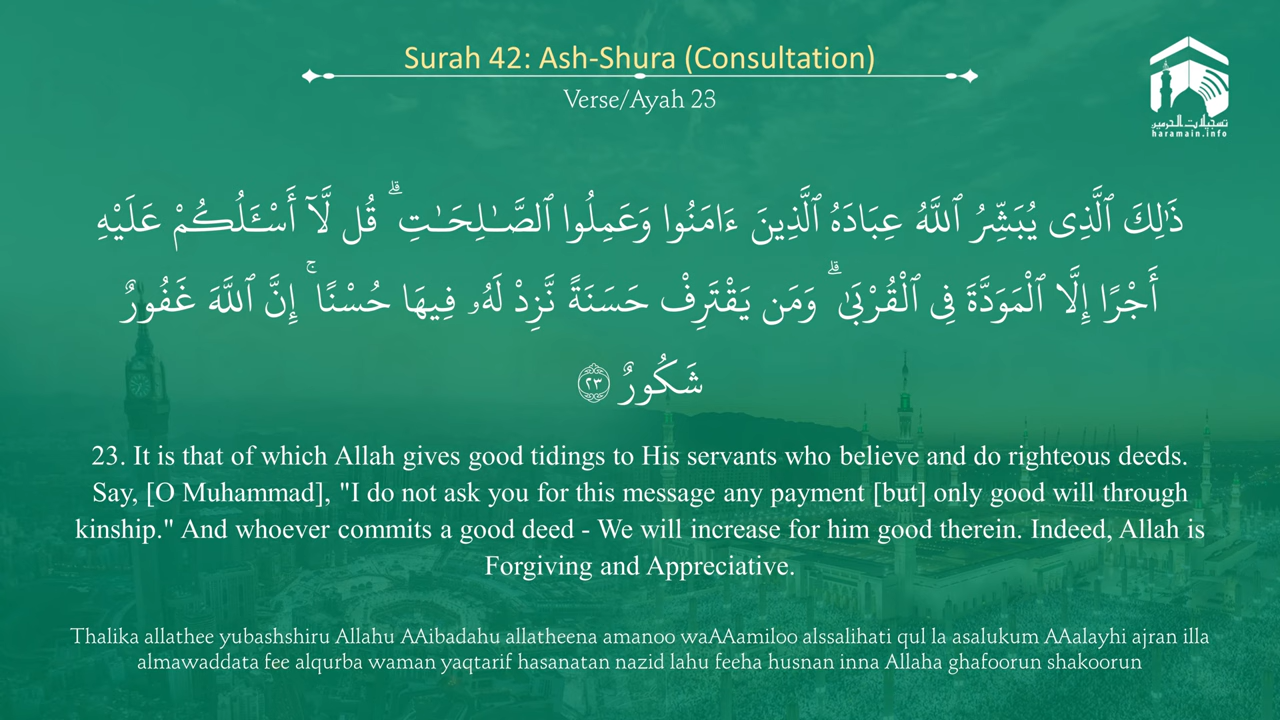 Surah 42: Ash-Shura (Consultation)
Verse/Ayah 23
تسجيلات الحرمين
haramain.info
ذَٰلِكَ ٱلَّذِى يُبَشِّرُ ٱللَّهُ عِبَادَهُ ٱلَّذِينَ ءَامَنُوا وَعَمِلُوا ٱلصَّـٰلِحَـٰتِ ۗ قُل لَّآ أَسْـَٔلُكُمْ عَلَيْهِ
أَجْرًا إِلَّا ٱلْمَوَدَّةَ فِى ٱلْقُرْبَىٰ ۗ وَمَن يَقْتَرِفْ حَسَنَةً نَّزِدْ لَهُۥ فِيهَا حُسْنًا ۚ إِنَّ ٱللَّهَ غَفُورٌ
شَكُورٌ ٢٣
23. It is that of which Allah gives good tidings to His servants who believe and do righteous deeds.
Say, [O Muhammad], "I do not ask you for this message any payment [but] only good will through
kinship." And whoever commits a good deed - We will increase for him good therein. Indeed, Allah is
Forgiving and Appreciative.
Thalika allathee yubashshiru Allahu AAibadahu allatheena amanoo waAAamiloo alssalihati qul la asalukum AAalayhi ajran illa
almawaddata fee alqurba waman yaqtarif hasanatan nazid lahu feeha husnan inna Allaha ghafoorun shakoorun